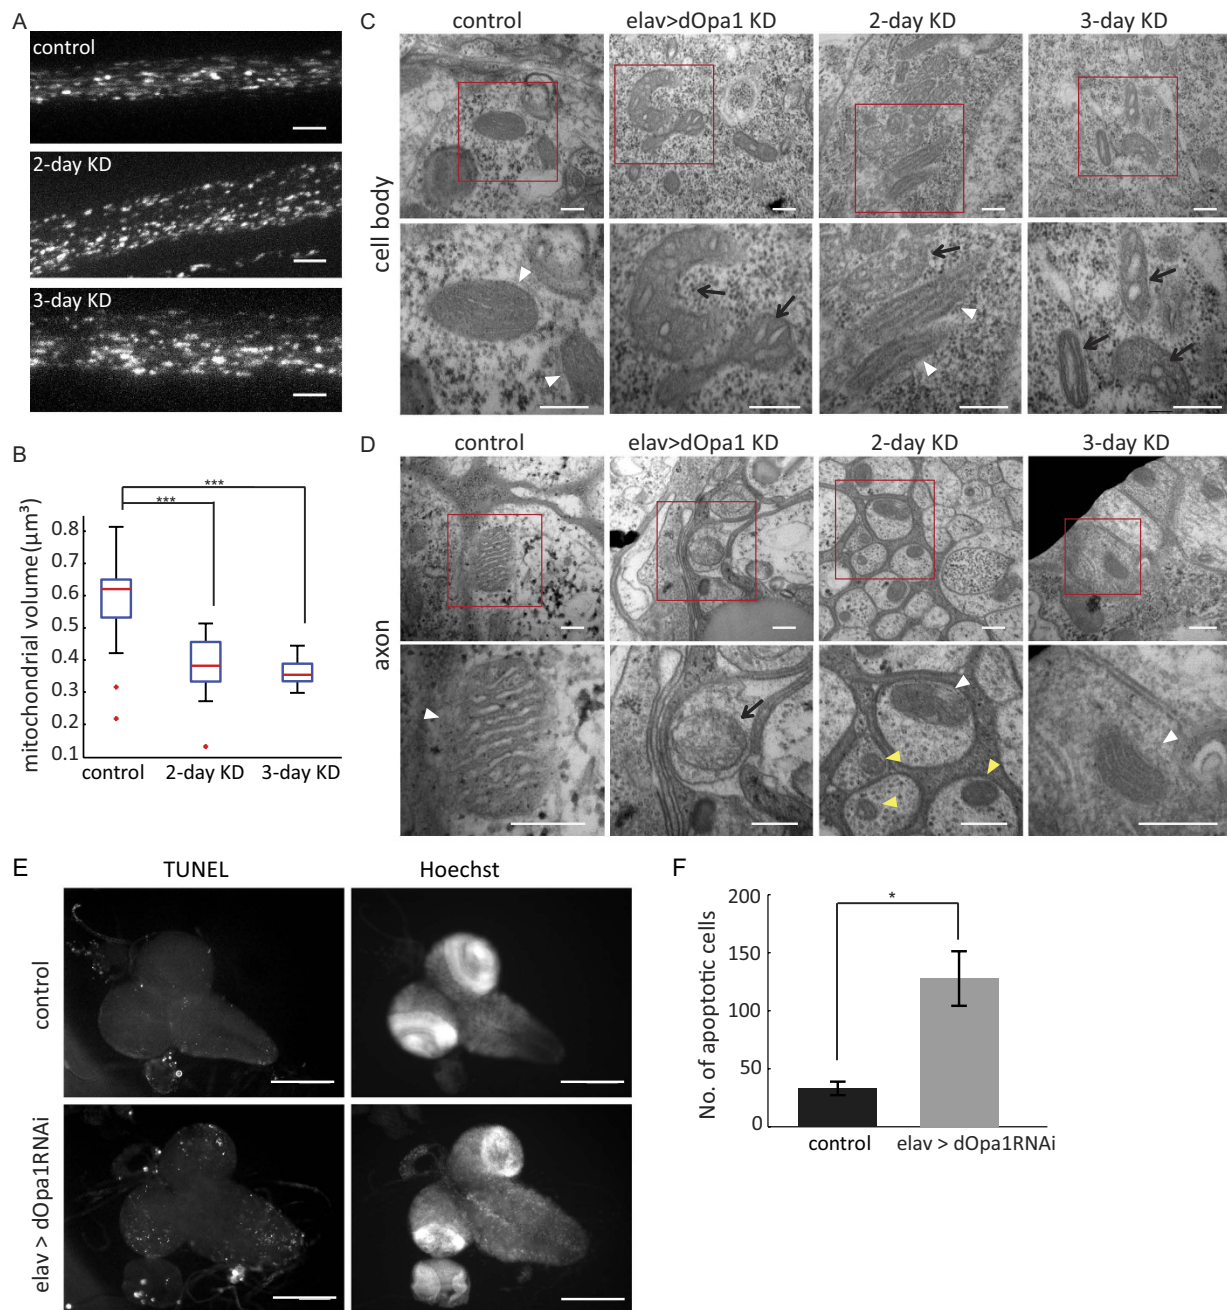 A
control
2-day KD
3-day KD
B
mitochondrial volume (µm³)
0.8
0.7
0.6
0.5
0.4
0.3
0.2
0.1
***
***
control 2-day KD 3-day KD
C
control elav>dOpa1 KD 2-day KD 3-day KD
cell body
D
control elav>dOpa1 KD 2-day KD 3-day KD
axon
E
TUNEL Hoechst
control
elav > dOpa1RNAi
F
No. of apoptotic cells
200
150
100
50
0
*
control elav > dOpa1RNAi